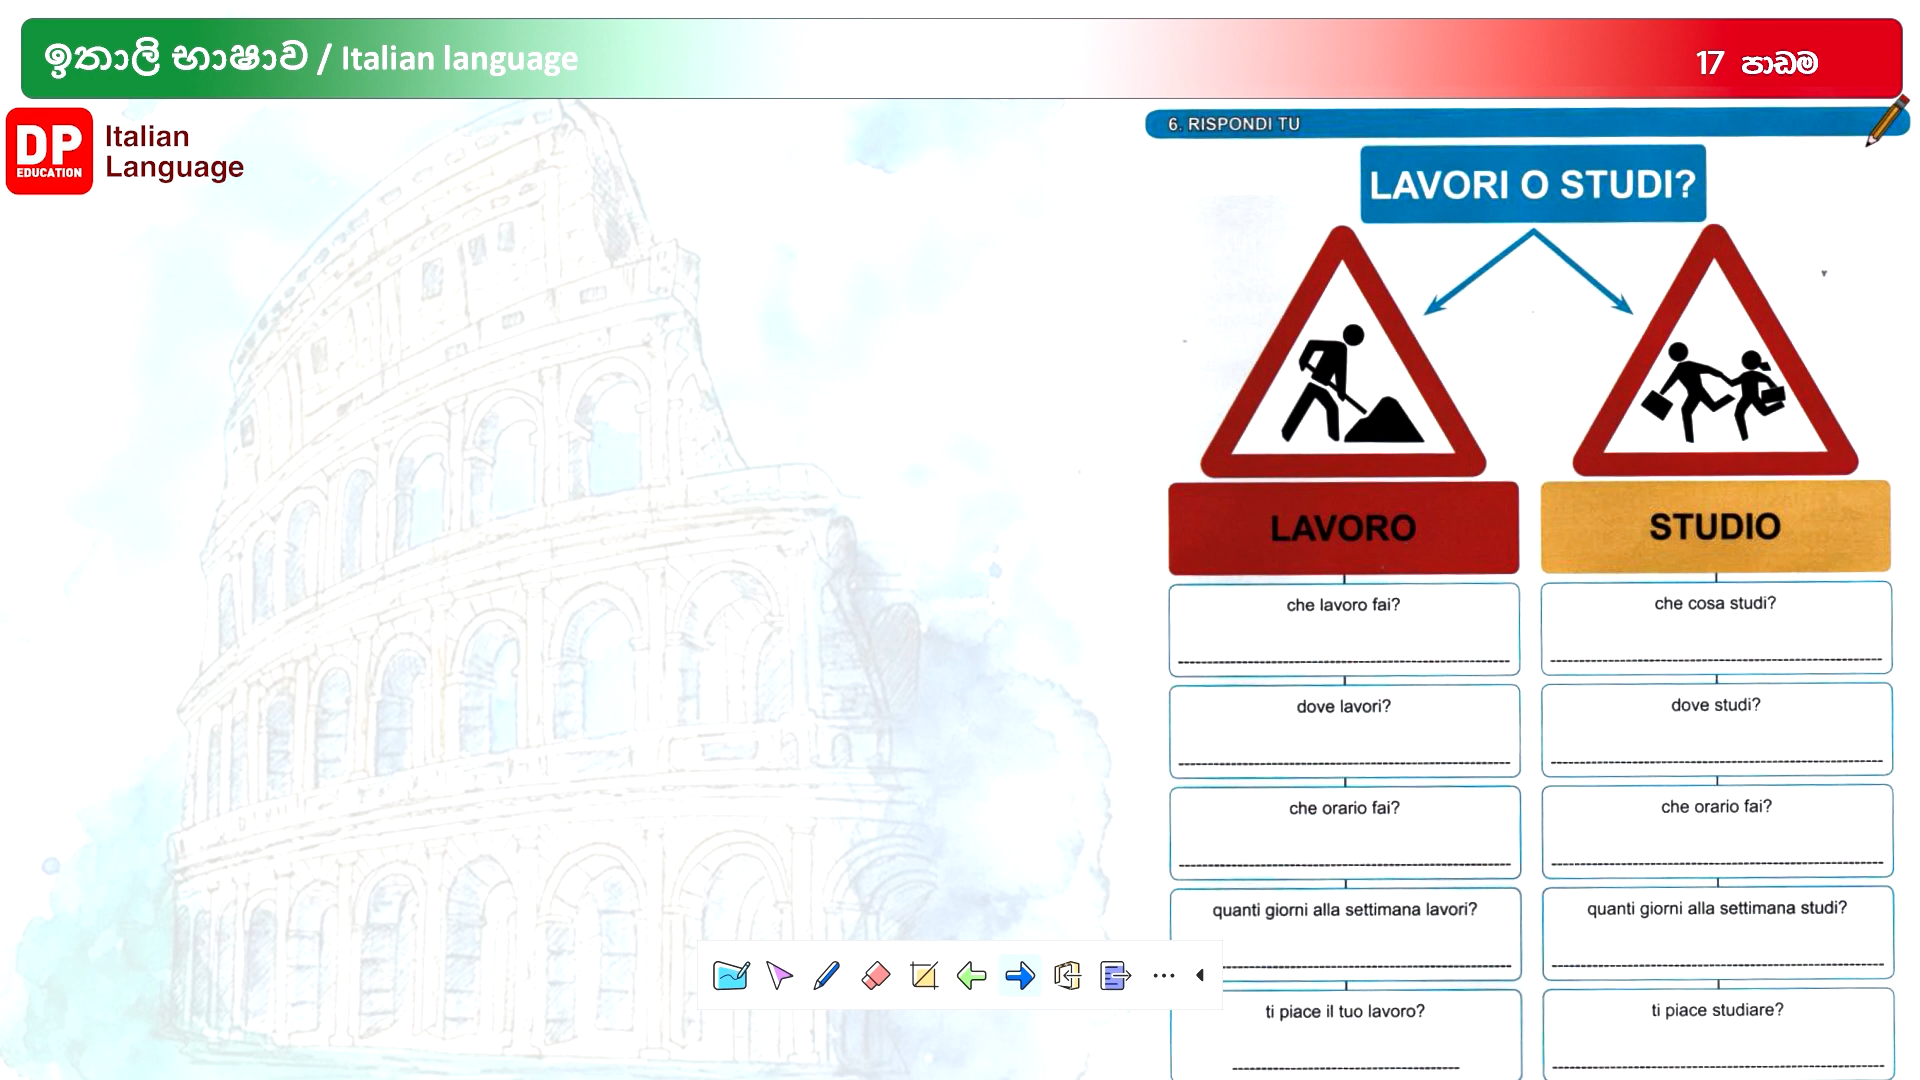 ඉතාලි භාෂාව / Italian language
17 පාඩම
DP
EDUCATION
Italian
Language
6. RISPONDI TU
LAVORI O STUDI?
LAVORO
che lavoro fai?
dove lavori?
che orario fai?
quanti giorni alla settimana lavori?
ti piace il tuo lavoro?
STUDIO
che cosa studi?
dove studi?
che orario fai?
quanti giorni alla settimana studi?
ti piace studiare?